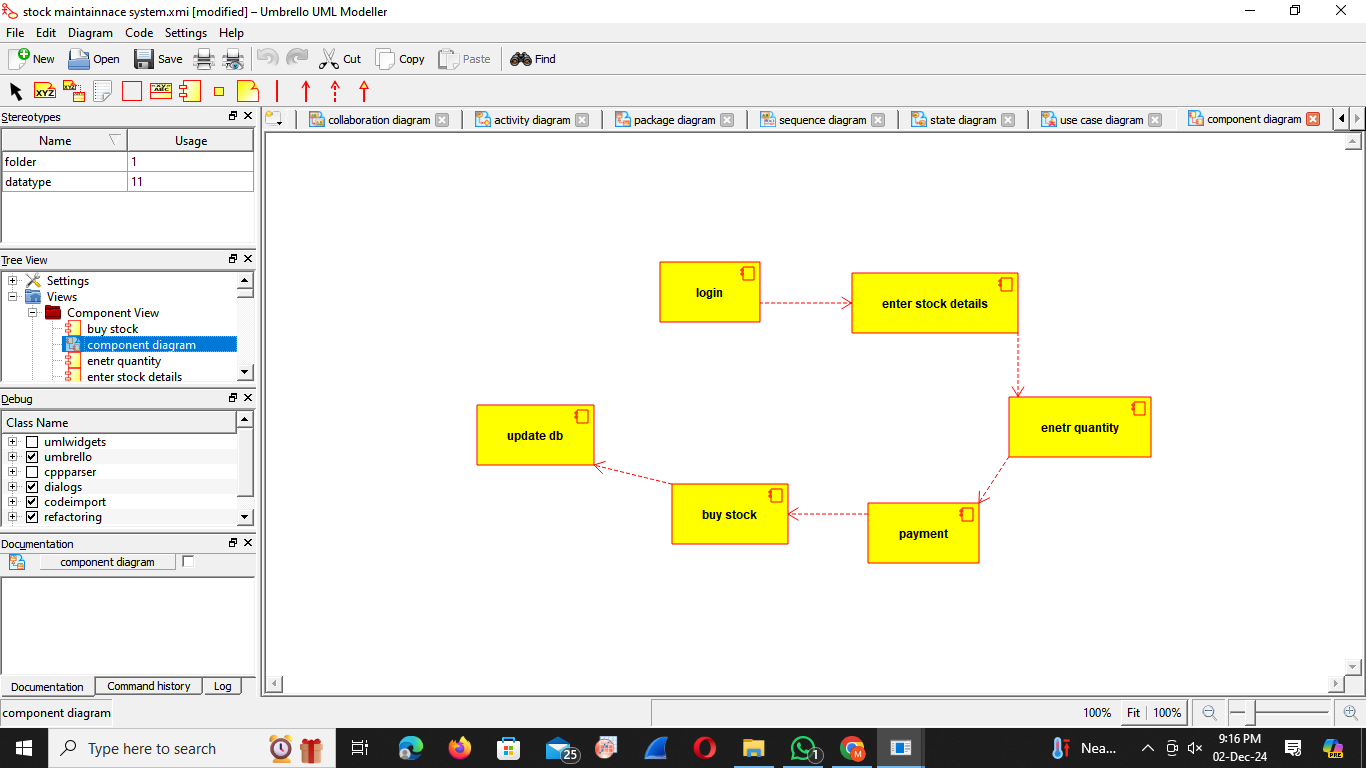 stock maintainnace system.xmi [modified] – Umbrello UML Modeller
File Edit Diagram Code Settings Help
New Open Save Cut Copy Paste Find
XYZ XYZ XY ABC
Stereotypes
Name Usage
folder 1
datatype 11
collaboration diagram activity diagram package diagram sequence diagram state diagram use case diagram component diagram
Tree View
Settings
Views
Component View
buy stock
component diagram
enetr quantity
enter stock details
Debug
Class Name
umlwidgets
umbrello
cppparser
dialogs
codeimport
refactoring
Documentation
component diagram
Documentation Command history Log
login
enter stock details
enetr quantity
update db
buy stock
payment
component diagram 100% Fit 100%
Type here to search 25 1 M Nea... 9:16 PM
02-Dec-24
PRE